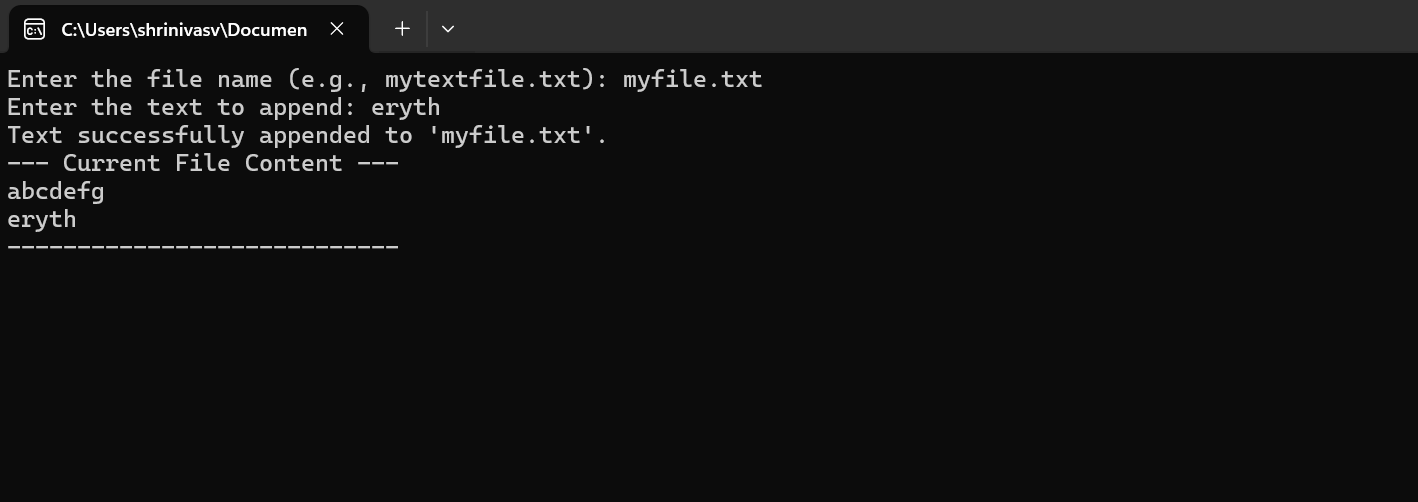 C:\Users\shrinivasv\Documen
Enter the file name (e.g., mytextfile.txt): myfile.txt
Enter the text to append: eryth
Text successfully appended to 'myfile.txt'.
--- Current File Content ---
abcdefg
eryth
----------------------------